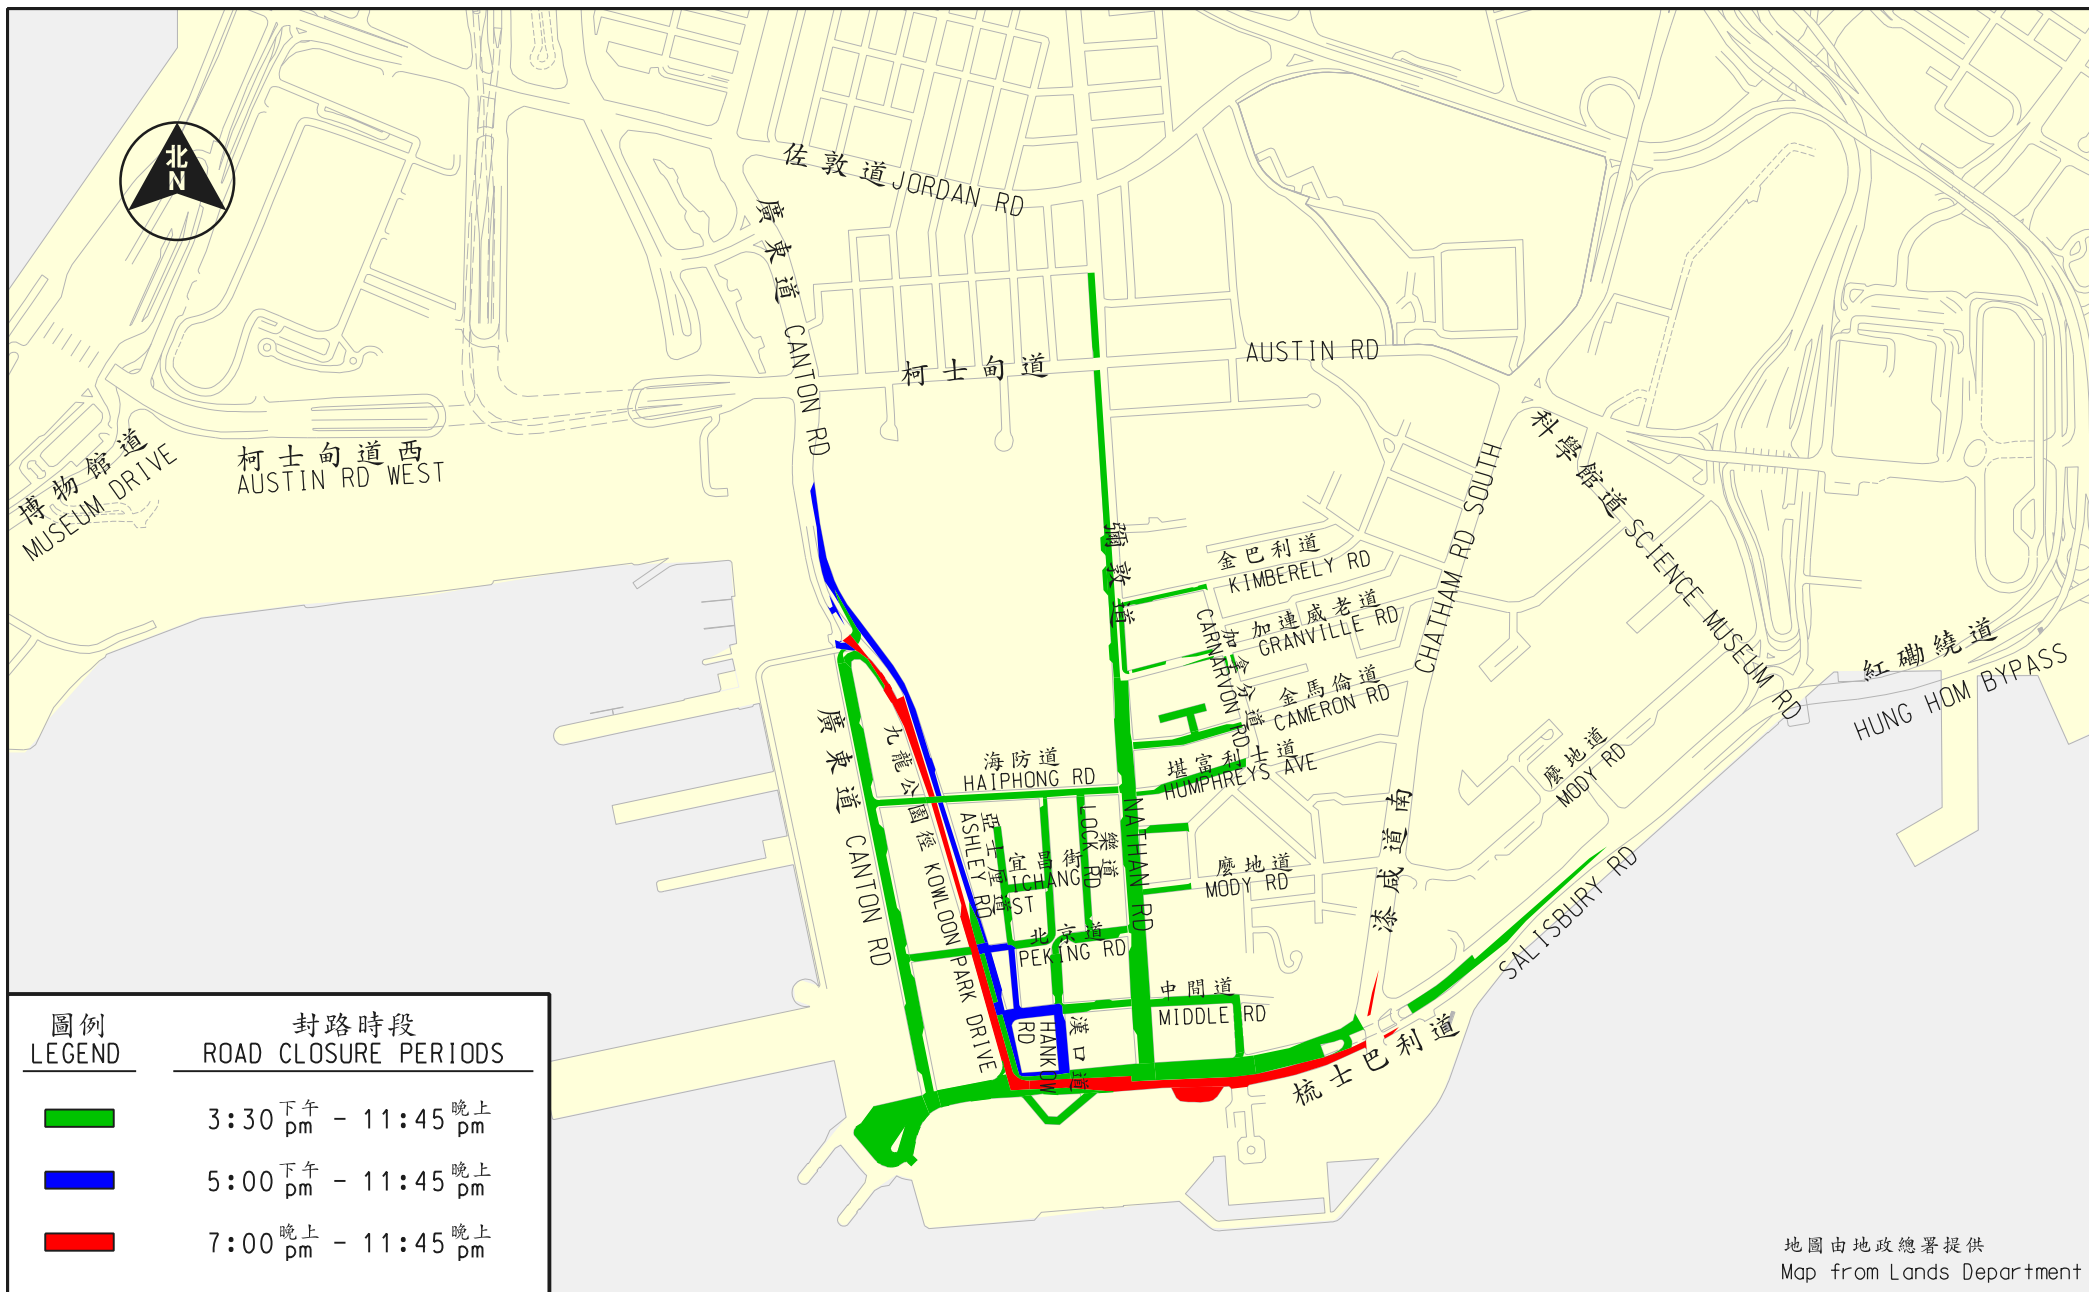 北
N
佐敦道 JORDAN RD
廣東道 CANTON RD
柯士甸道
AUSTIN RD
柯士甸道西
AUSTIN RD WEST
博物館道
MUSEUM DRIVE
科學館道 SCIENCE MUSEUM RD
CHATHAM RD SOUTH
漆咸道南
彌敦道
NATHAN RD
金巴利道
KIMBERELY RD
加連威老道
GRANVILLE RD
加拿分道
CARNARVON RD
金馬倫道
CAMERON RD
堪富利士道
HUMPHREYS AVE
紅磡繞道
HUNG HOM BYPASS
麼地道
MODY RD
海防道
HAIPHONG RD
廣東道 CANTON RD
九龍公園徑 KOWLOON PARK DRIVE
亞士厘道
ASHLEY RD
宜昌街
ICHANG
ST
樂道
LOCK RD
麼地道
MODY RD
北京道
PEKING RD
中間道
MIDDLE RD
漢口道
HANKOW
RD
梳士巴利道
SALISBURY RD
圖例
LEGEND
封路時段
ROAD CLOSURE PERIODS
3:30 下午 pm - 11:45 晚上 pm
5:00 下午 pm - 11:45 晚上 pm
7:00 晚上 pm - 11:45 晚上 pm
地圖由地政總署提供
Map from Lands Department